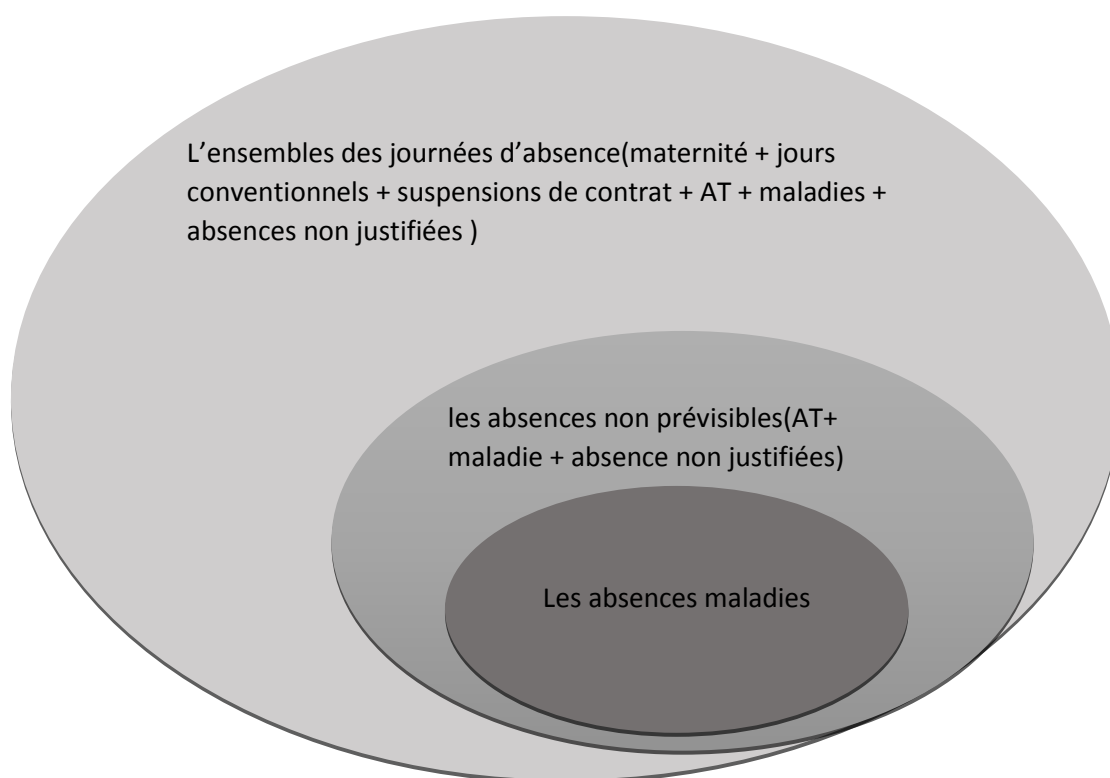 L’ensembles des journées d’absence(maternité + jours
conventionnels + suspensions de contrat + AT + maladies +
absences non justifiées )
les absences non prévisibles(AT+
maladie + absence non justifiées)
Les absences maladies